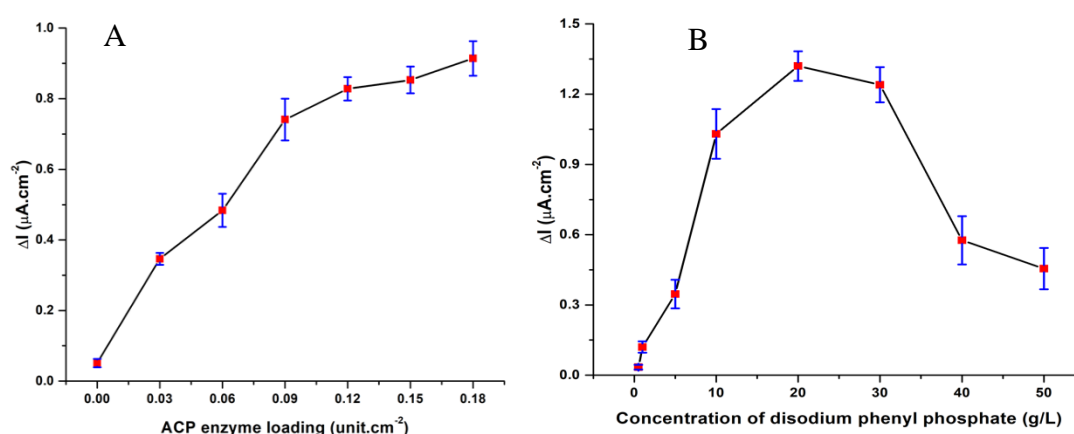 A
1.0
0.8
0.6
0.4
0.2
0.0
ΔI (μA.cm⁻²)
0.00 0.03 0.06 0.09 0.12 0.15 0.18
ACP enzyme loading (unit.cm⁻²)
B
1.5
1.2
0.9
0.6
0.3
0.0
ΔI (μA.cm⁻²)
0 10 20 30 40 50
Concentration of disodium phenyl phosphate (g/L)